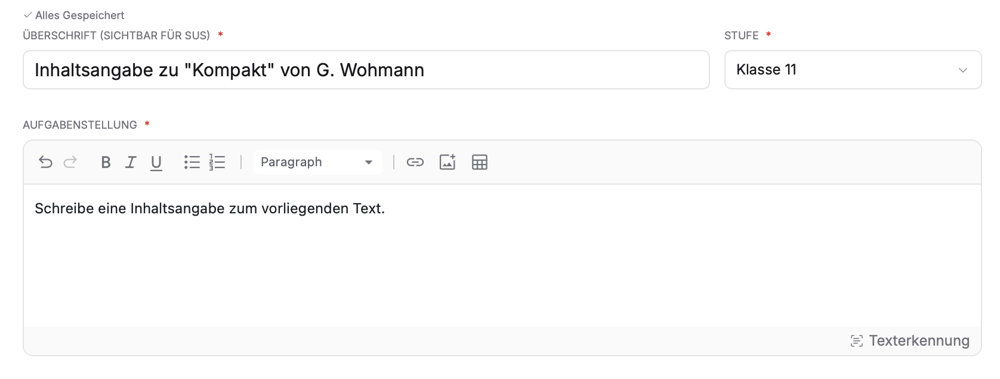 Alles Gespeichert
ÜBERSCHRIFT (SICHTBAR FÜR SUS) *
STUFE *
Inhaltsangabe zu "Kompakt" von G. Wohmann
Klasse 11
AUFGABENSTELLUNG *
B I U Paragraph
Schreibe eine Inhaltsangabe zum vorliegenden Text.
Texterkennung